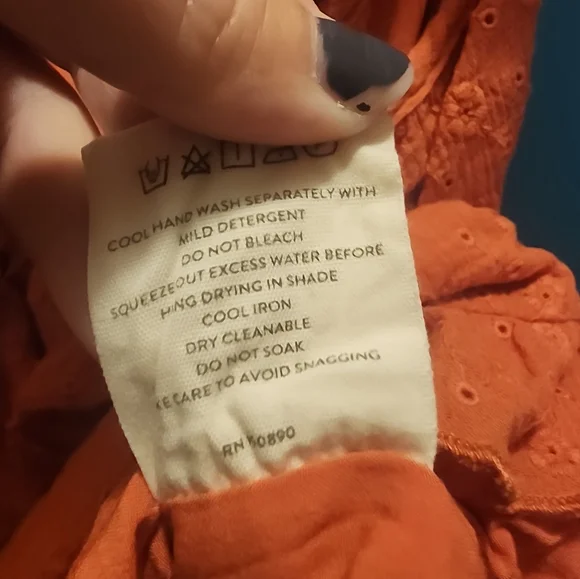 COOL HAND WASH SEPARATELY WITH
MILD DETERGENT
DO NOT BLEACH
SQUEEZE OUT EXCESS WATER BEFORE
DRYING IN SHADE
COOL IRON
DRY CLEANABLE
DO NOT SOAK
CARE TO AVOID SNAGGING
RN